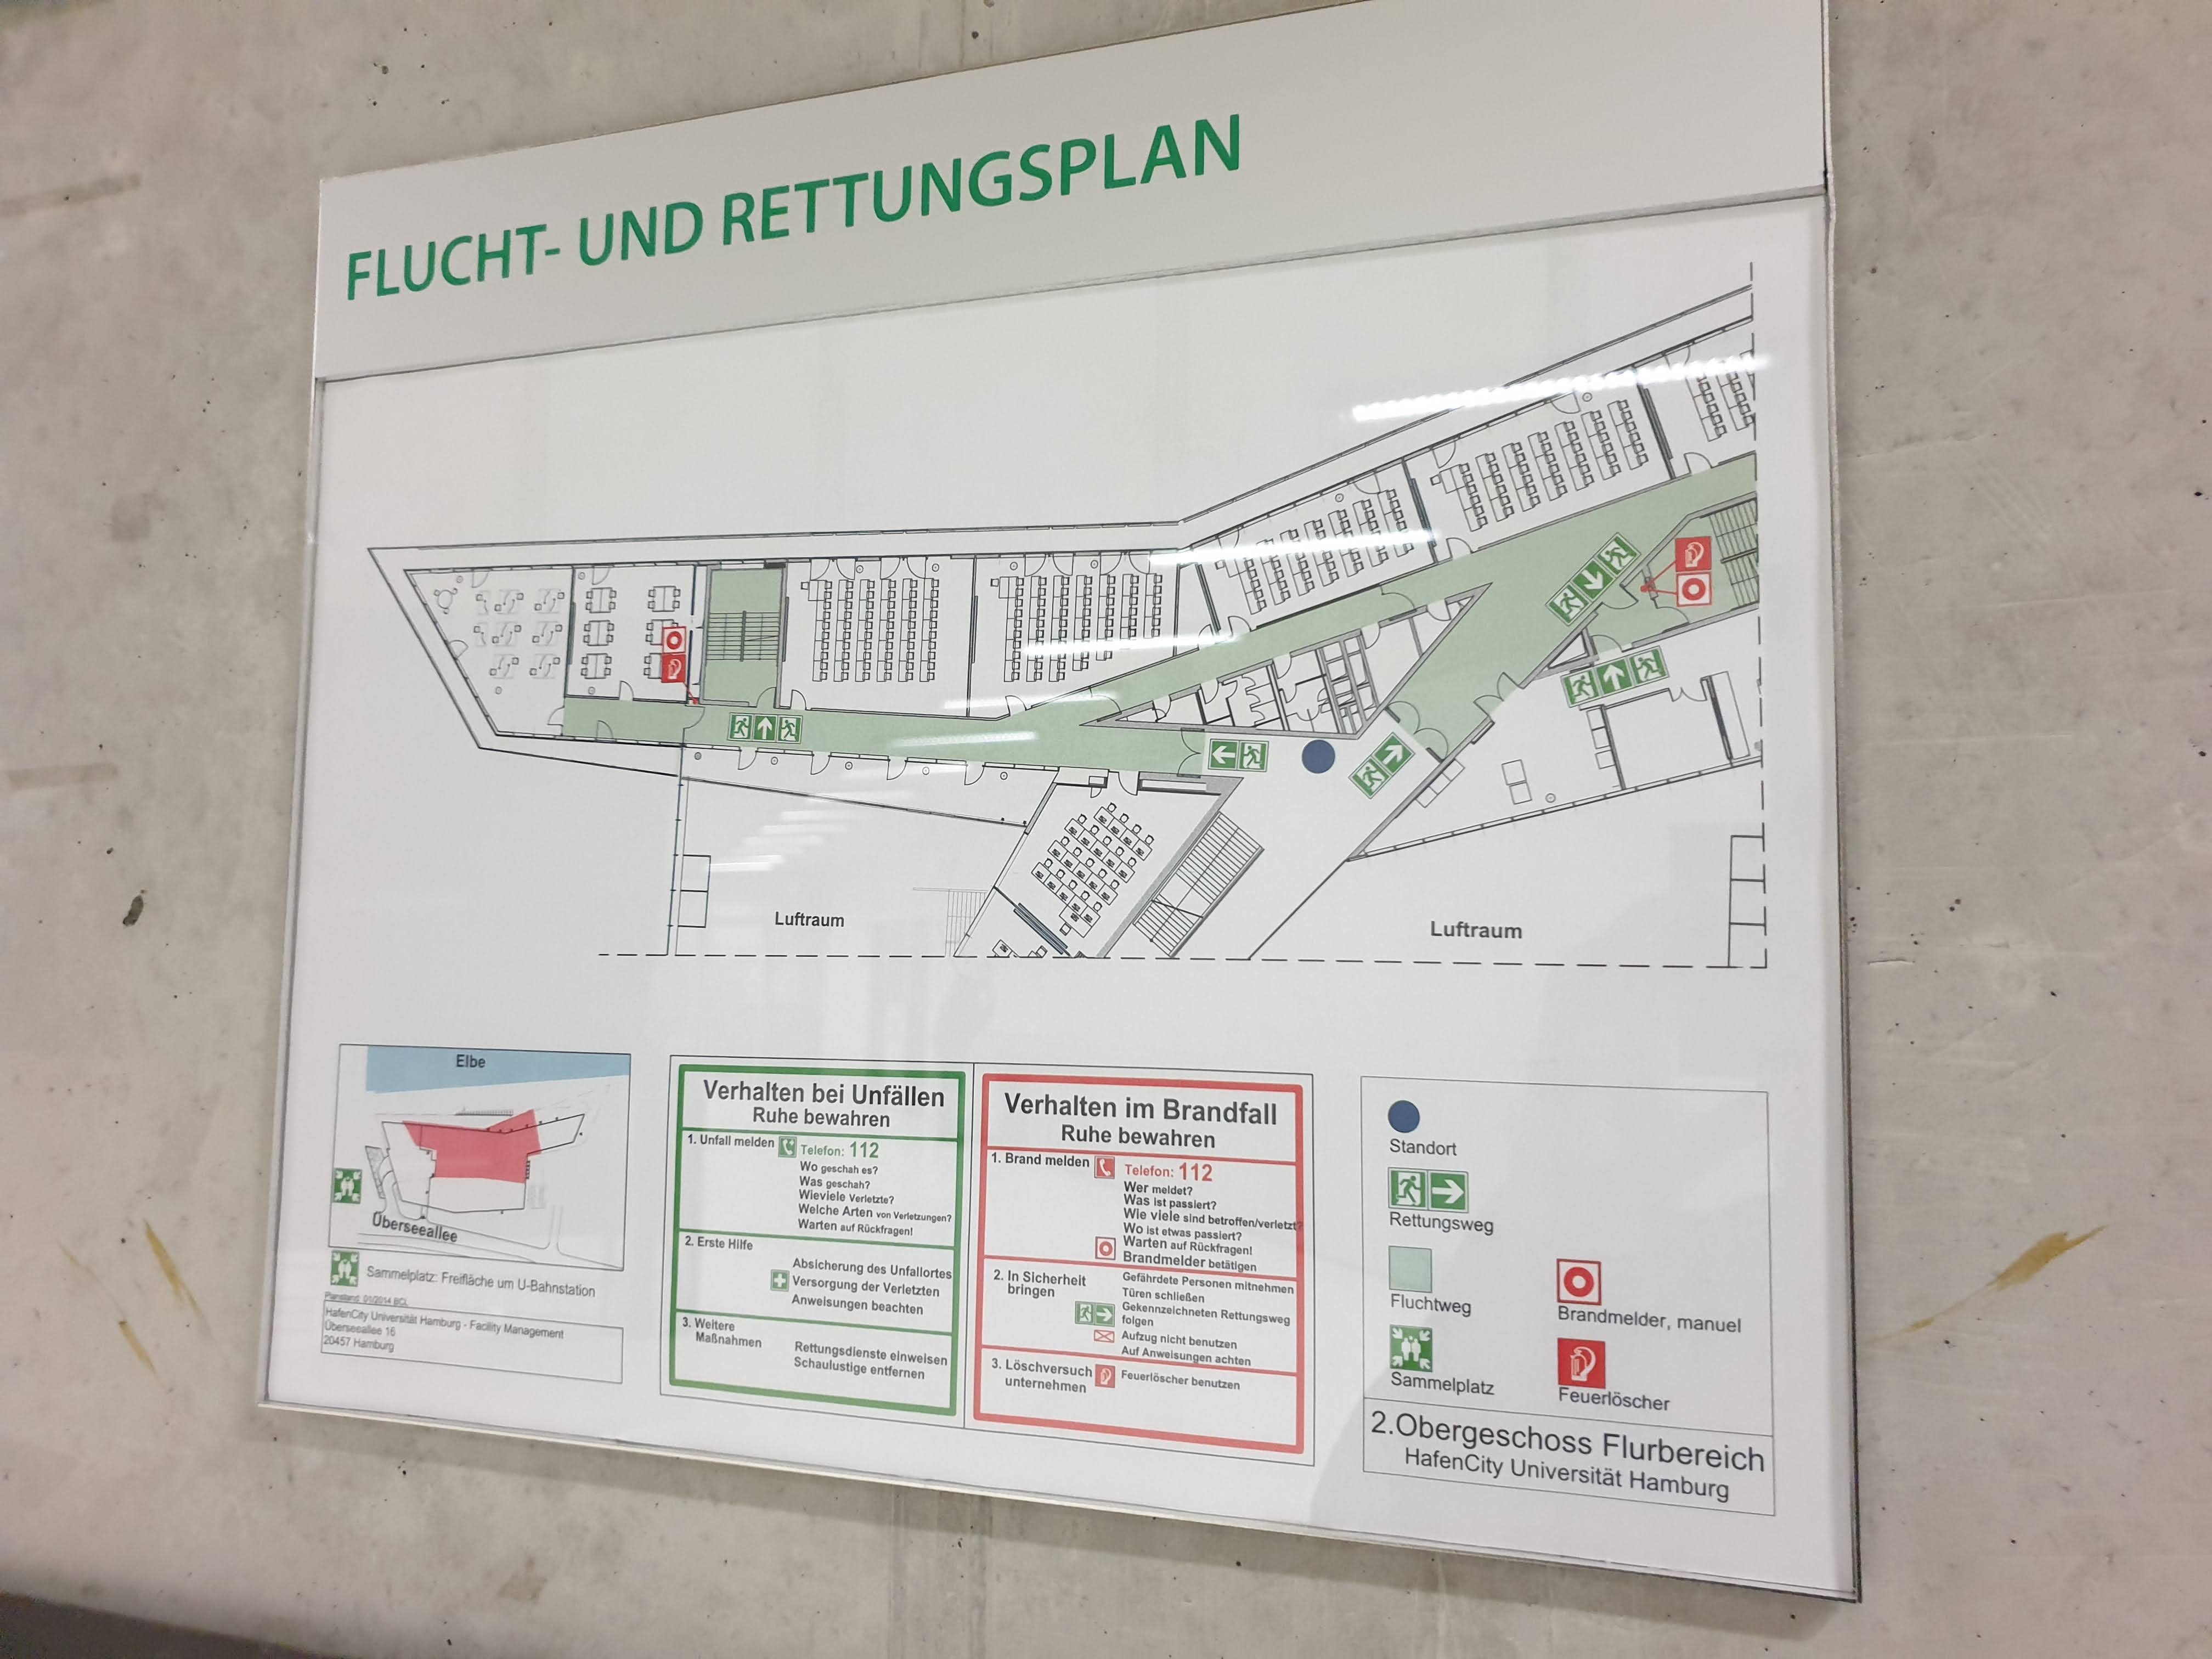 FLUCHT- UND RETTUNGSPLAN
Luftraum
Luftraum
Elbe
Überseeallee
Sammelplatz: Freifläche um U-Bahnstation
Planstand: 01/2014 BCL
HafenCity Universität Hamburg - Facility Management
Überseeallee 16
20457 Hamburg
Verhalten bei Unfällen
Ruhe bewahren
1. Unfall melden Telefon: 112
Wo geschah es?
Was geschah?
Wieviele Verletzte?
Welche Arten von Verletzungen?
Warten auf Rückfragen!
2. Erste Hilfe
Absicherung des Unfallortes
Versorgung der Verletzten
Anweisungen beachten
3. Weitere
Maßnahmen
Rettungsdienste einweisen
Schaulustige entfernen
Verhalten im Brandfall
Ruhe bewahren
1. Brand melden Telefon: 112
Wer meldet?
Was ist passiert?
Wie viele sind betroffen/verletzt?
Wo ist etwas passiert?
Warten auf Rückfragen!
Brandmelder betätigen
2. In Sicherheit
bringen
Gefährdete Personen mitnehmen
Türen schließen
Gekennzeichneten Rettungsweg
folgen
Aufzug nicht benutzen
Auf Anweisungen achten
3. Löschversuch
unternehmen
Feuerlöscher benutzen
Standort
Rettungsweg
Fluchtweg
Brandmelder, manuel
Sammelplatz
Feuerlöscher
2.Obergeschoss Flurbereich
HafenCity Universität Hamburg